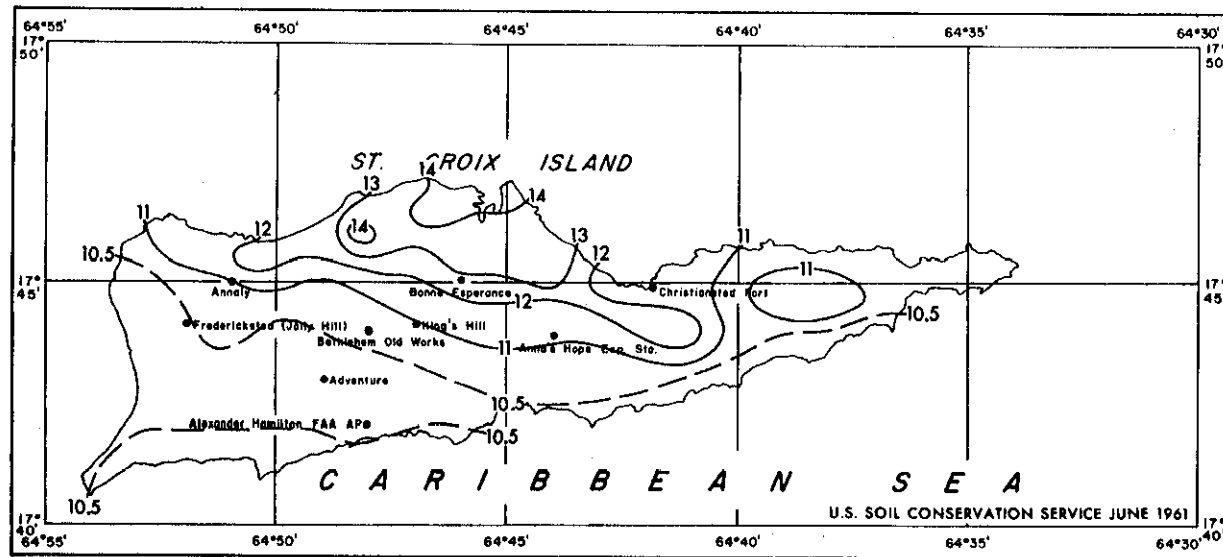 64°55' 64°50' 64°45' 64°40' 64°35' 64°30'
17° 50' 17° 50'
ST. CROIX ISLAND
14
13
14
11
12
14
13
12
11
10.5
11
17° 45' 17° 45'
Annaly
Bonne Esperance
Christiansted Fort
12
10.5
Fredericksted (Jolly Hill)
King's Hill
Bethlehem Old Works
11
Anna's Hope Exp. Sta.
Adventure
10.5
Alexander Hamilton FAA AP
10.5
10.5
CARIBBEAN SEA
U.S. SOIL CONSERVATION SERVICE JUNE 1961
17° 40' 17° 40'
64°55' 64°50' 64°45' 64°40' 64°35' 64°30'